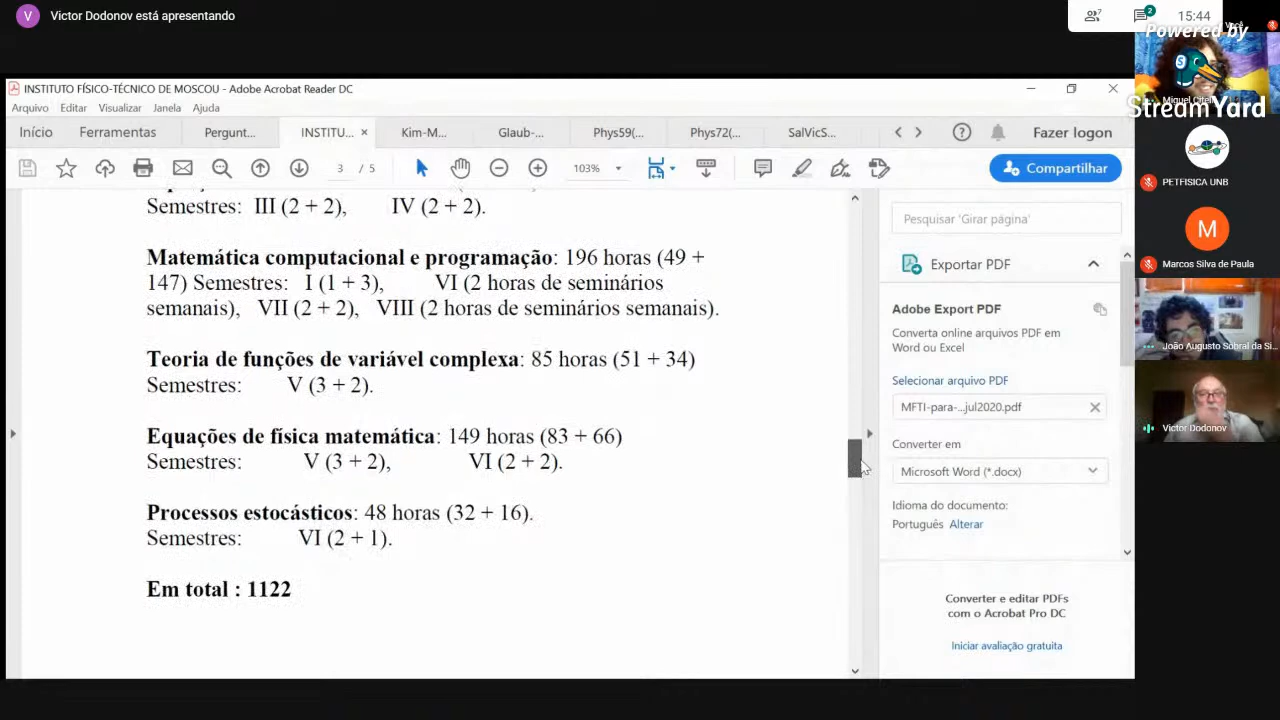 V Victor Dodonov está apresentando
7
2
15:44
Você
Powered by
StreamYard
INSTITUTO FÍSICO-TÉCNICO DE MOSCOU - Adobe Acrobat Reader DC
Arquivo Editar Visualizar Janela Ajuda
Início Ferramentas Pergunt... INSTITU... × Kim-M... Glaub-... Phys59(... Phys72(... SalVicS... Fazer logon
3 / 5 103% Compartilhar
Semestres: III (2 + 2), IV (2 + 2).
Matemática computacional e programação: 196 horas (49 +
147) Semestres: I (1 + 3), VI (2 horas de seminários
semanais), VII (2 + 2), VIII (2 horas de seminários semanais).
Teoria de funções de variável complexa: 85 horas (51 + 34)
Semestres: V (3 + 2).
Equações de física matemática: 149 horas (83 + 66)
Semestres: V (3 + 2), VI (2 + 2).
Processos estocásticos: 48 horas (32 + 16).
Semestres: VI (2 + 1).
Em total : 1122
Pesquisar 'Girar página'
Exportar PDF
Adobe Export PDF
Converta online arquivos PDF em
Word ou Excel
Selecionar arquivo PDF
MFTI-para-...jul2020.pdf
Converter em
Microsoft Word (*.docx)
Idioma do documento:
Português Alterar
Converter e editar PDFs
com o Acrobat Pro DC
Iniciar avaliação gratuita
PETFISICA UNB
M
Marcos Silva de Paula
João Augusto Sobral da Si...
Victor Dodonov